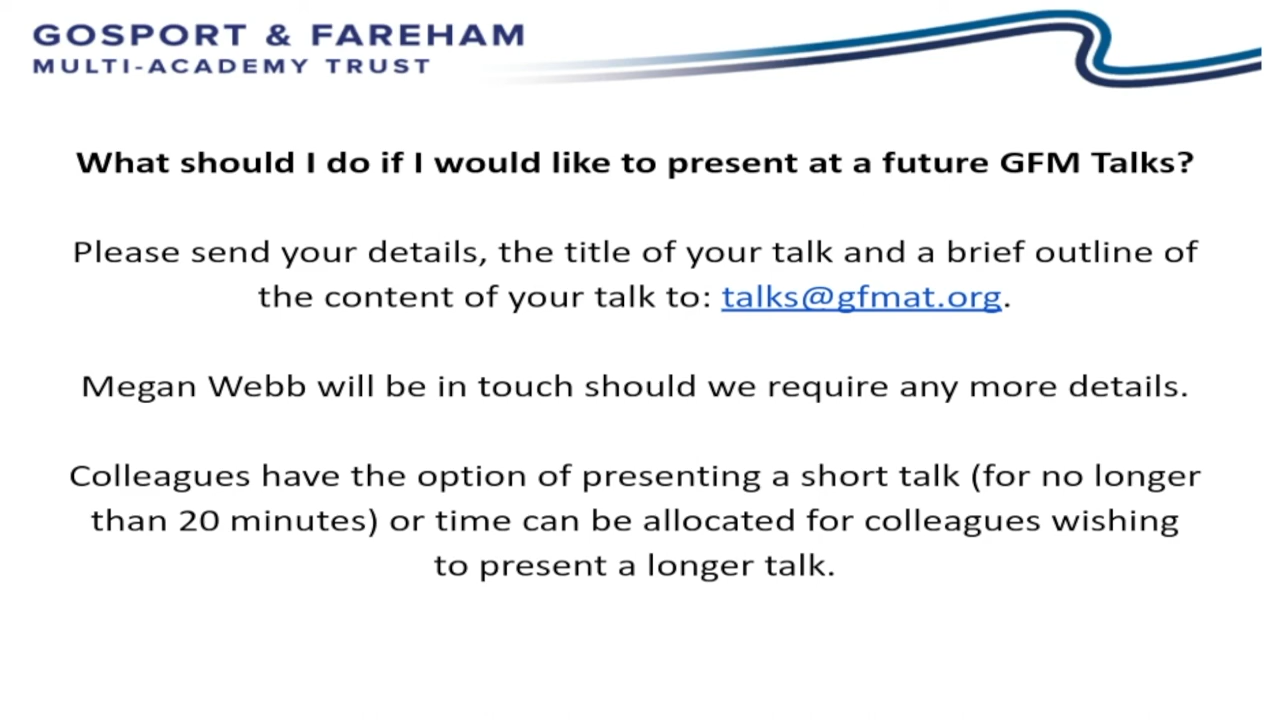 GOSPORT & FAREHAM
MULTI-ACADEMY TRUST
What should I do if I would like to present at a future GFM Talks?
Please send your details, the title of your talk and a brief outline of
the content of your talk to: talks@gfmat.org.
Megan Webb will be in touch should we require any more details.
Colleagues have the option of presenting a short talk (for no longer
than 20 minutes) or time can be allocated for colleagues wishing
to present a longer talk.